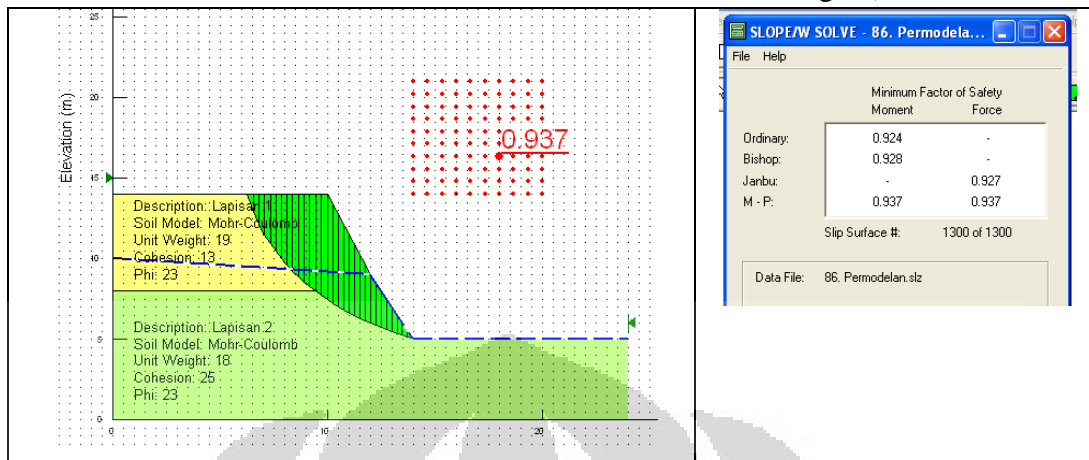 25
20
15
10
5
0
Elevation (m)
0.937
Description: Lapisan 1
Soil Model: Mohr-Coulomb
Unit Weight: 19
Cohesion: 13
Phi: 23
Description: Lapisan 2
Soil Model: Mohr-Coulomb
Unit Weight: 18
Cohesion: 25
Phi: 23
0 10 20
SLOPE/W SOLVE - 86. Permodela...
File Help
Minimum Factor of Safety
Moment Force
Ordinary: 0.924 -
Bishop: 0.928 -
Janbu: - 0.927
M - P: 0.937 0.937
Slip Surface #: 1300 of 1300
Data File: 86. Permodelan.slz